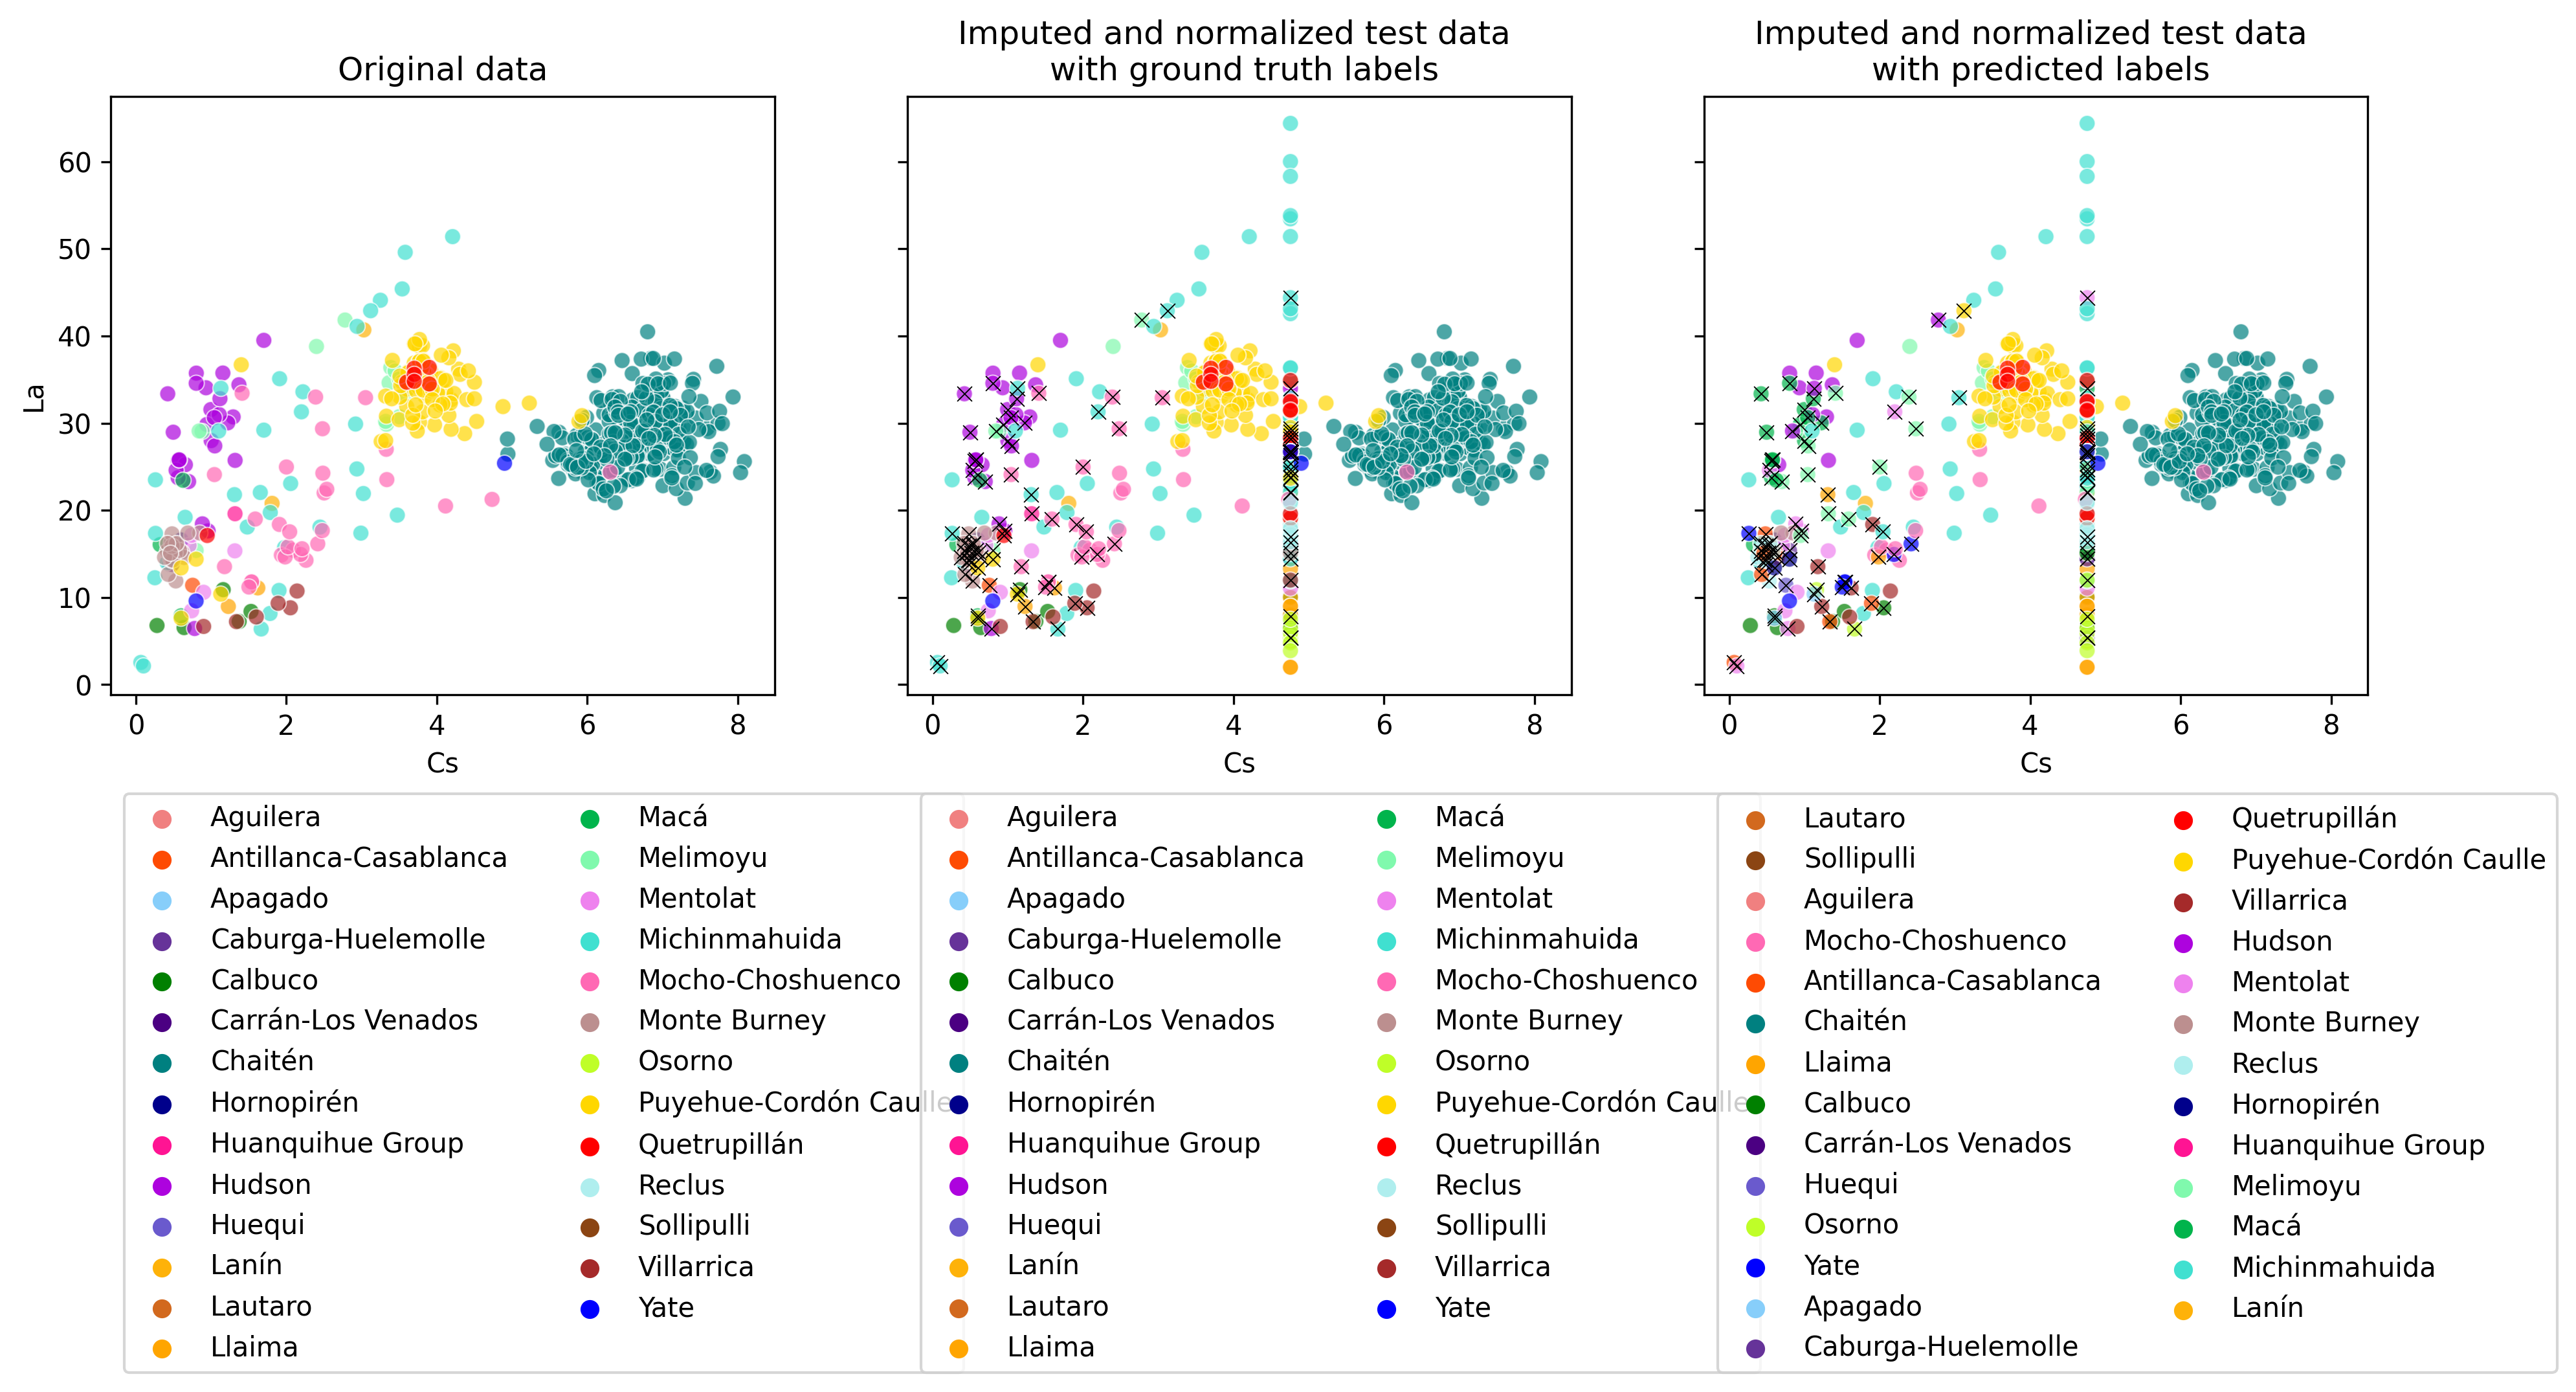 Original data
Imputed and normalized test data
with ground truth labels
Imputed and normalized test data
with predicted labels
La
60
50
40
30
20
10
0
0 2 4 6 8
0 2 4 6 8
0 2 4 6 8
Cs
Cs
Cs
Aguilera
Antillanca-Casablanca
Apagado
Caburga-Huelemolle
Calbuco
Carrán-Los Venados
Chaitén
Hornopirén
Huanquihue Group
Hudson
Huequi
Lanín
Lautaro
Llaima
Macá
Melimoyu
Mentolat
Michinmahuida
Mocho-Choshuenco
Monte Burney
Osorno
Puyehue-Cordón Caulle
Quetrupillán
Reclus
Sollipulli
Villarrica
Yate
Aguilera
Antillanca-Casablanca
Apagado
Caburga-Huelemolle
Calbuco
Carrán-Los Venados
Chaitén
Hornopirén
Huanquihue Group
Hudson
Huequi
Lanín
Lautaro
Llaima
Macá
Melimoyu
Mentolat
Michinmahuida
Mocho-Choshuenco
Monte Burney
Osorno
Puyehue-Cordón Caulle
Quetrupillán
Reclus
Sollipulli
Villarrica
Yate
Lautaro
Sollipulli
Aguilera
Mocho-Choshuenco
Antillanca-Casablanca
Chaitén
Llaima
Calbuco
Carrán-Los Venados
Huequi
Osorno
Yate
Apagado
Caburga-Huelemolle
Quetrupillán
Puyehue-Cordón Caulle
Villarrica
Hudson
Mentolat
Monte Burney
Reclus
Hornopirén
Huanquihue Group
Melimoyu
Macá
Michinmahuida
Lanín